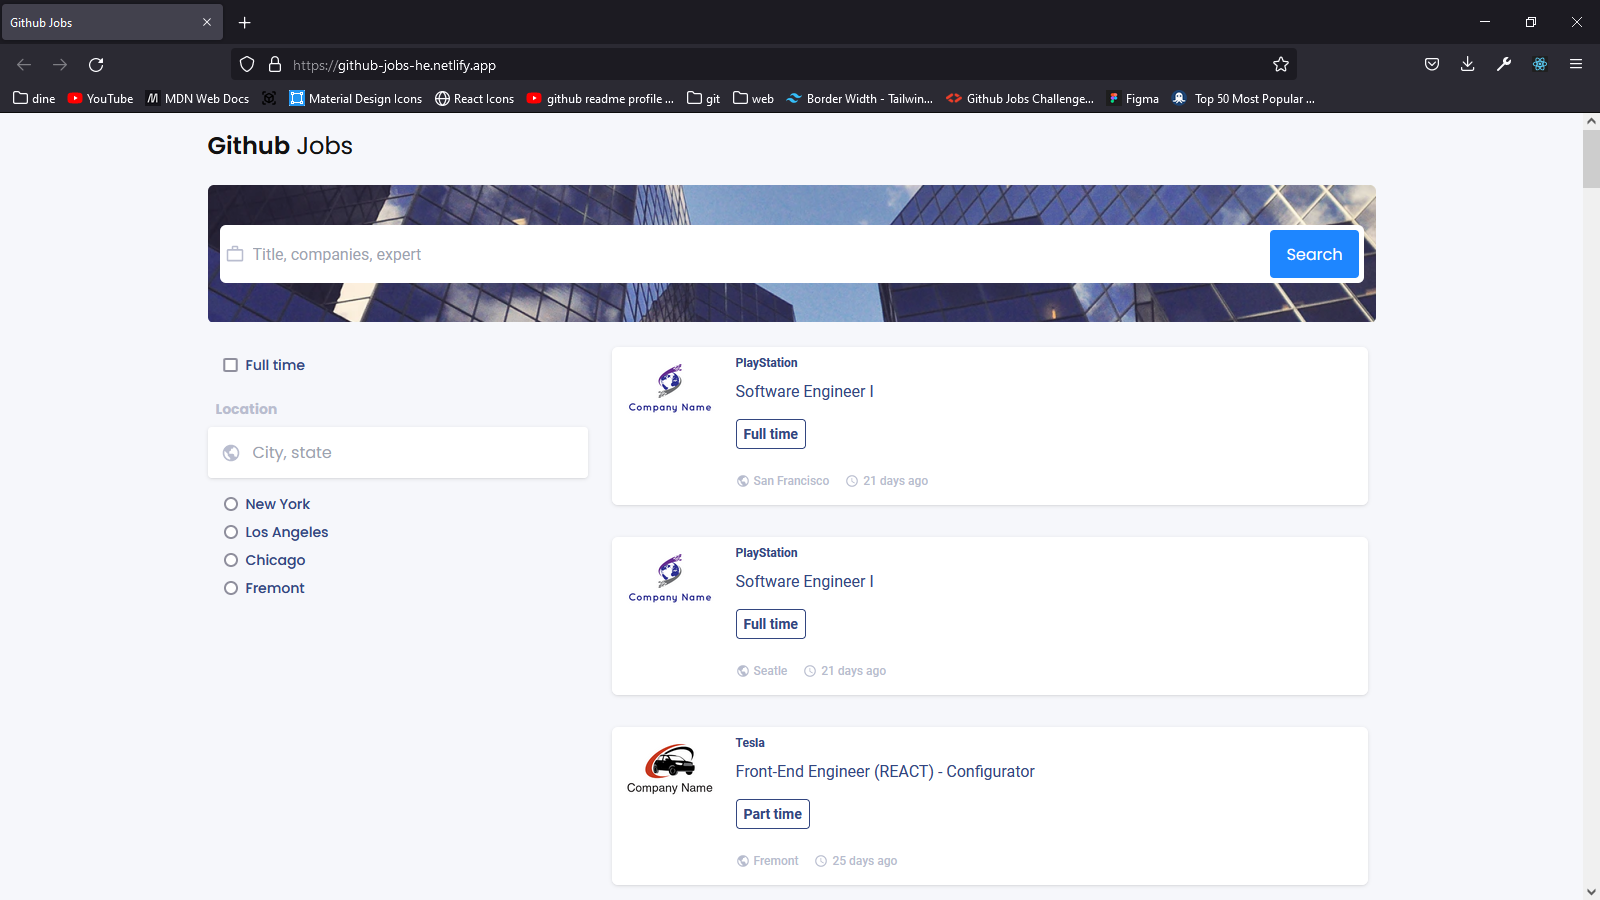 Github Jobs
https://github-jobs-he.netlify.app
dine YouTube MDN Web Docs Material Design Icons React Icons github readme profile ... git web Border Width - Tailwin... Github Jobs Challenge... Figma Top 50 Most Popular ...
Github Jobs
Title, companies, expert Search
Full time
Location
City, state
New York
Los Angeles
Chicago
Fremont
Company Name
PlayStation
Software Engineer I
Full time
San Francisco 21 days ago
Company Name
PlayStation
Software Engineer I
Full time
Seatle 21 days ago
Company Name
Tesla
Front-End Engineer (REACT) - Configurator
Part time
Fremont 25 days ago